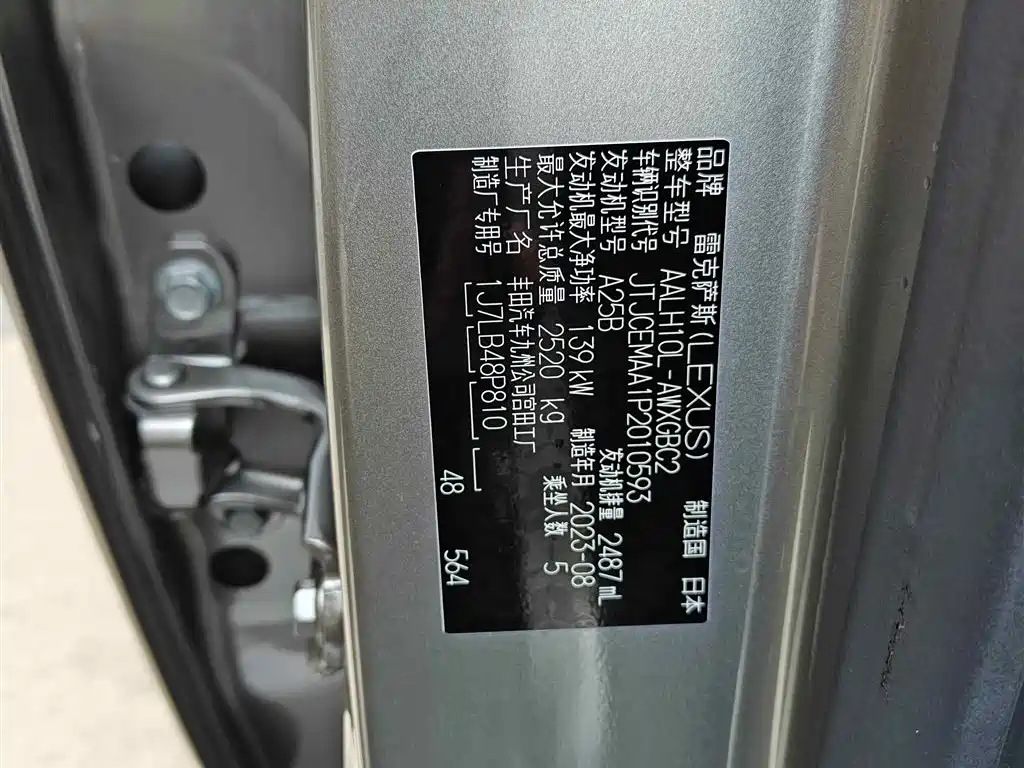 品牌 雷克萨斯(LEXUS) 制造国 日本
整车型号 AALH10L-AWXGBC2
车辆识别代号 JTJCEMAA1P2010593
发动机型号 A25B 发动机排量 2487mL
发动机最大净功率 139kW 制造年月 2023-08
最大允许总质量 2520 kg 乘坐人数 5
生产厂名 丰田汽车九州公司宫田工厂
制造厂专用号 1J7LB48P810
48 564